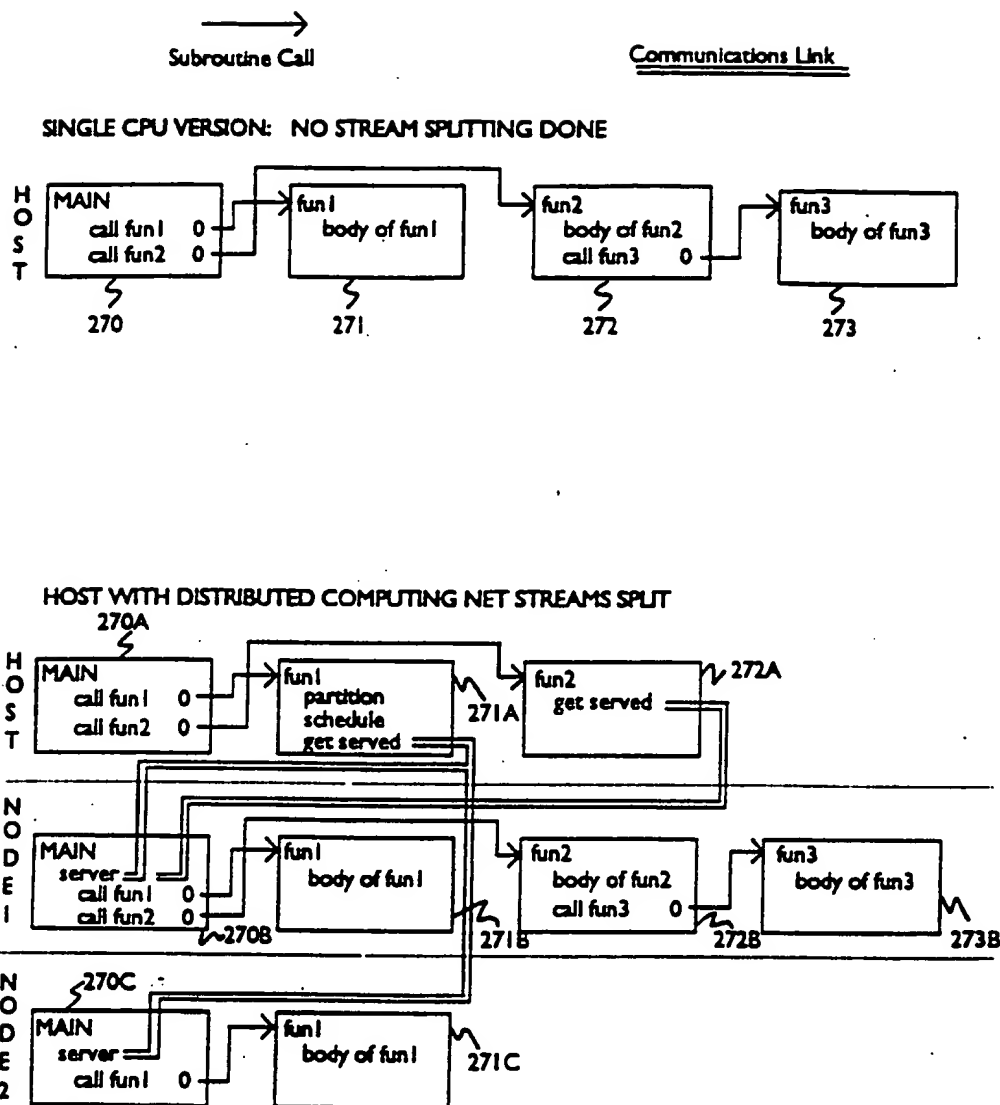 Subroutine Call
Communications Link
SINGLE CPU VERSION: NO STREAM SPLITTING DONE
HOST
MAIN
call fun1 0
call fun2 0
270
fun1
body of fun1
271
fun2
body of fun2
call fun3 0
272
fun3
body of fun3
273
HOST WITH DISTRIBUTED COMPUTING NET STREAMS SPLIT
270A
HOST
MAIN
call fun1 0
call fun2 0
fun1
partition
schedule
get served
271A
fun2
get served
272A
NODE 1
MAIN
server
call fun1 0
call fun2 0
270B
fun1
body of fun1
271B
fun2
body of fun2
call fun3 0
272B
fun3
body of fun3
273B
NODE 2
270C
MAIN
server
call fun1 0
fun1
body of fun1
271C